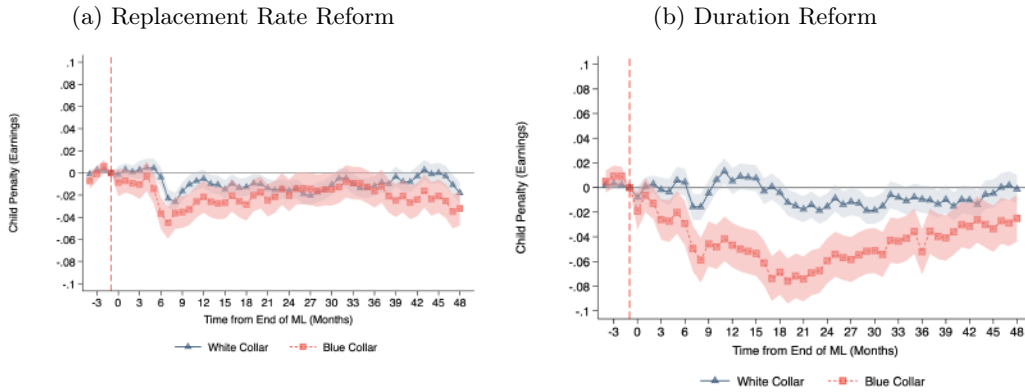 (a) Replacement Rate Reform
.1
.08
.06
.04
.02
0
-.02
-.04
-.06
-.08
-.1
Child Penalty (Earnings)
-3 0 3 6 9 12 15 18 21 24 27 30 33 36 39 42 45 48
Time from End of ML (Months)
White Collar Blue Collar
(b) Duration Reform
.1
.08
.06
.04
.02
0
-.02
-.04
-.06
-.08
-.1
Child Penalty (Earnings)
-3 0 3 6 9 12 15 18 21 24 27 30 33 36 39 42 45 48
Time from End of ML (Months)
White Collar Blue Collar